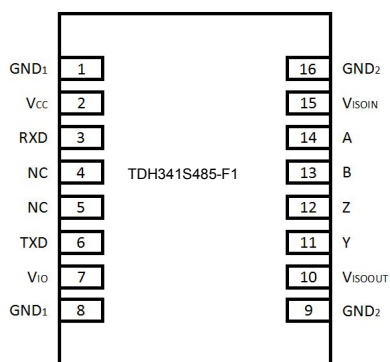 GND1 1 16 GND2
VCC 2 15 VISOIN
RXD 3 14 A
NC 4 TDH341S485-F1 13 B
NC 5 12 Z
TXD 6 11 Y
VIO 7 10 VISOOUT
GND1 8 9 GND2